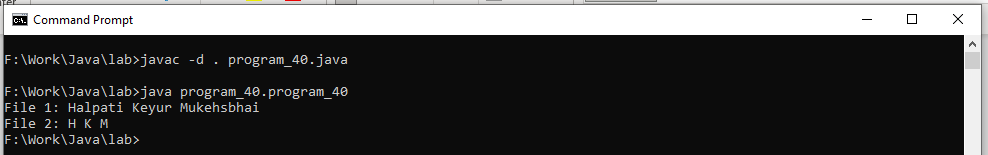 Command Prompt
F:\Work\Java\lab>javac -d . program_40.java
F:\Work\Java\lab>java program_40.program_40
File 1: Halpati Keyur Mukehsbhai
File 2: H K M
F:\Work\Java\lab>